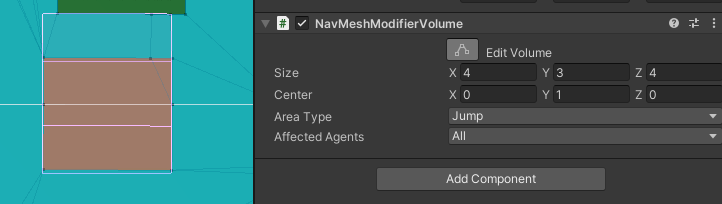 NavMeshModifierVolume
Edit Volume
Size X 4 Y 3 Z 4
Center X 0 Y 1 Z 0
Area Type Jump
Affected Agents All
Add Component